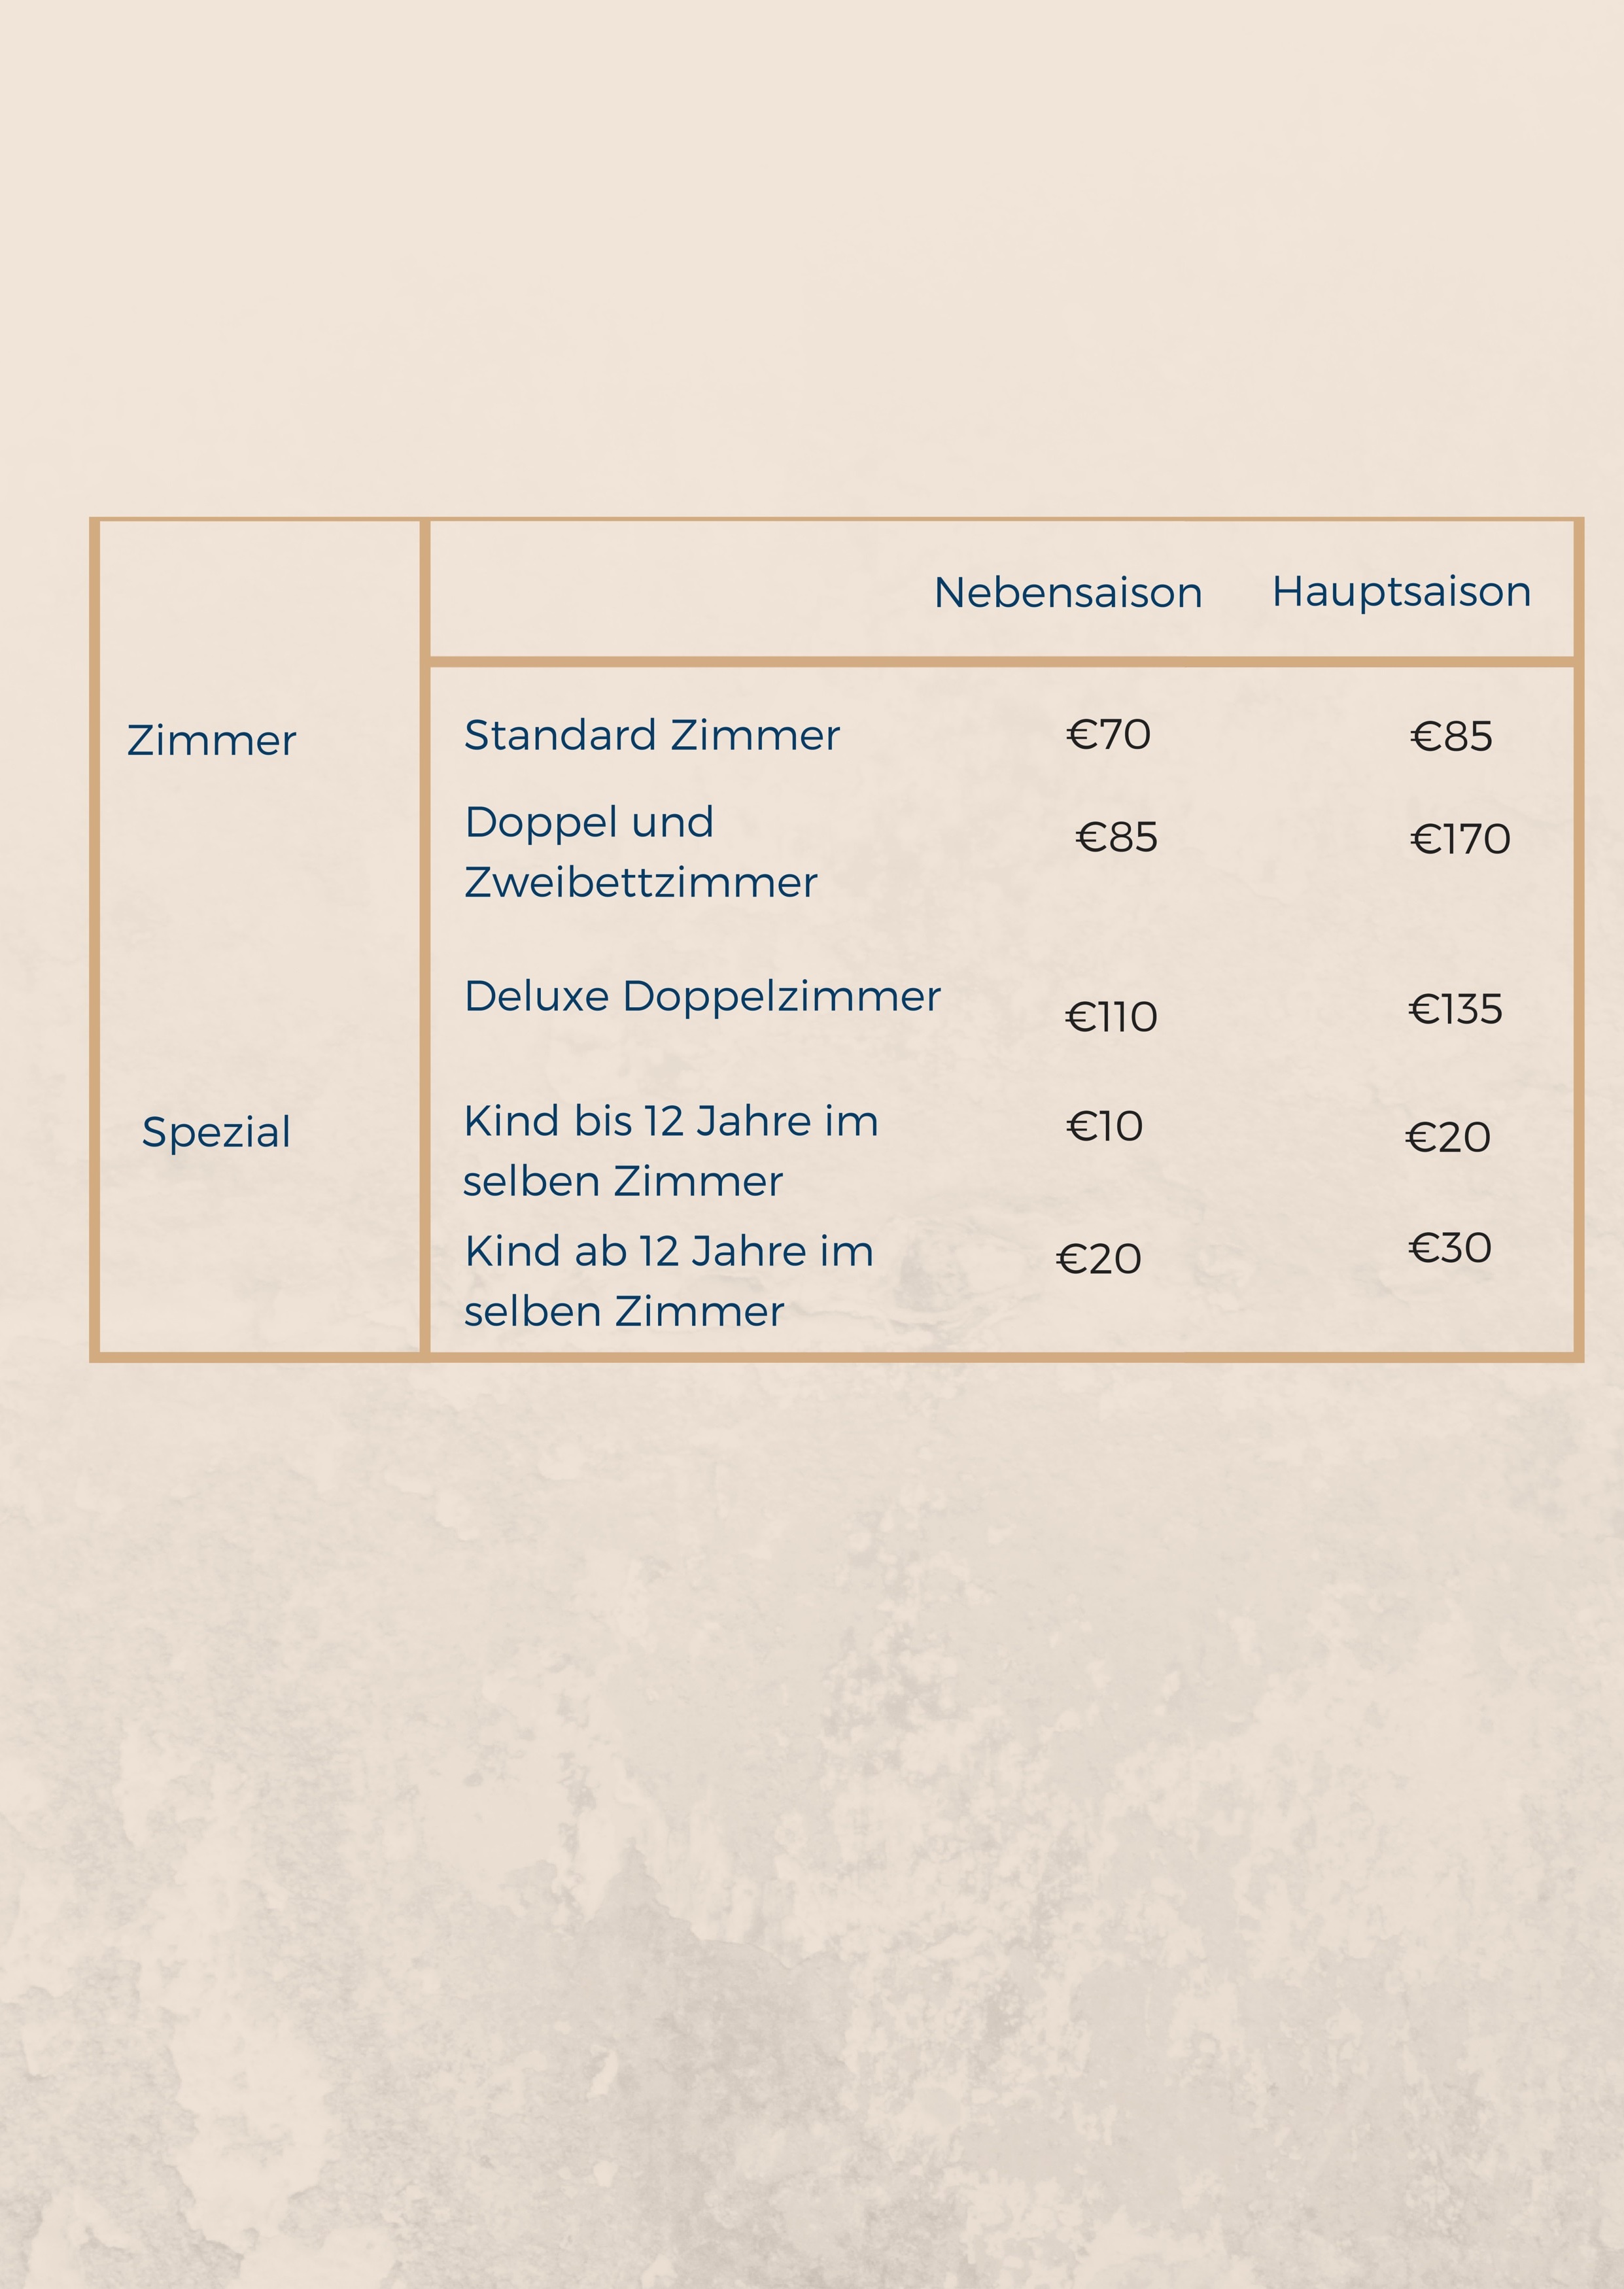 Nebensaison Hauptsaison
Zimmer Standard Zimmer €70 €85
Doppel und
Zweibettzimmer €85 €170
Deluxe Doppelzimmer €110 €135
Spezial Kind bis 12 Jahre im €10 €20
selben Zimmer
Kind ab 12 Jahre im €20 €30
selben Zimmer